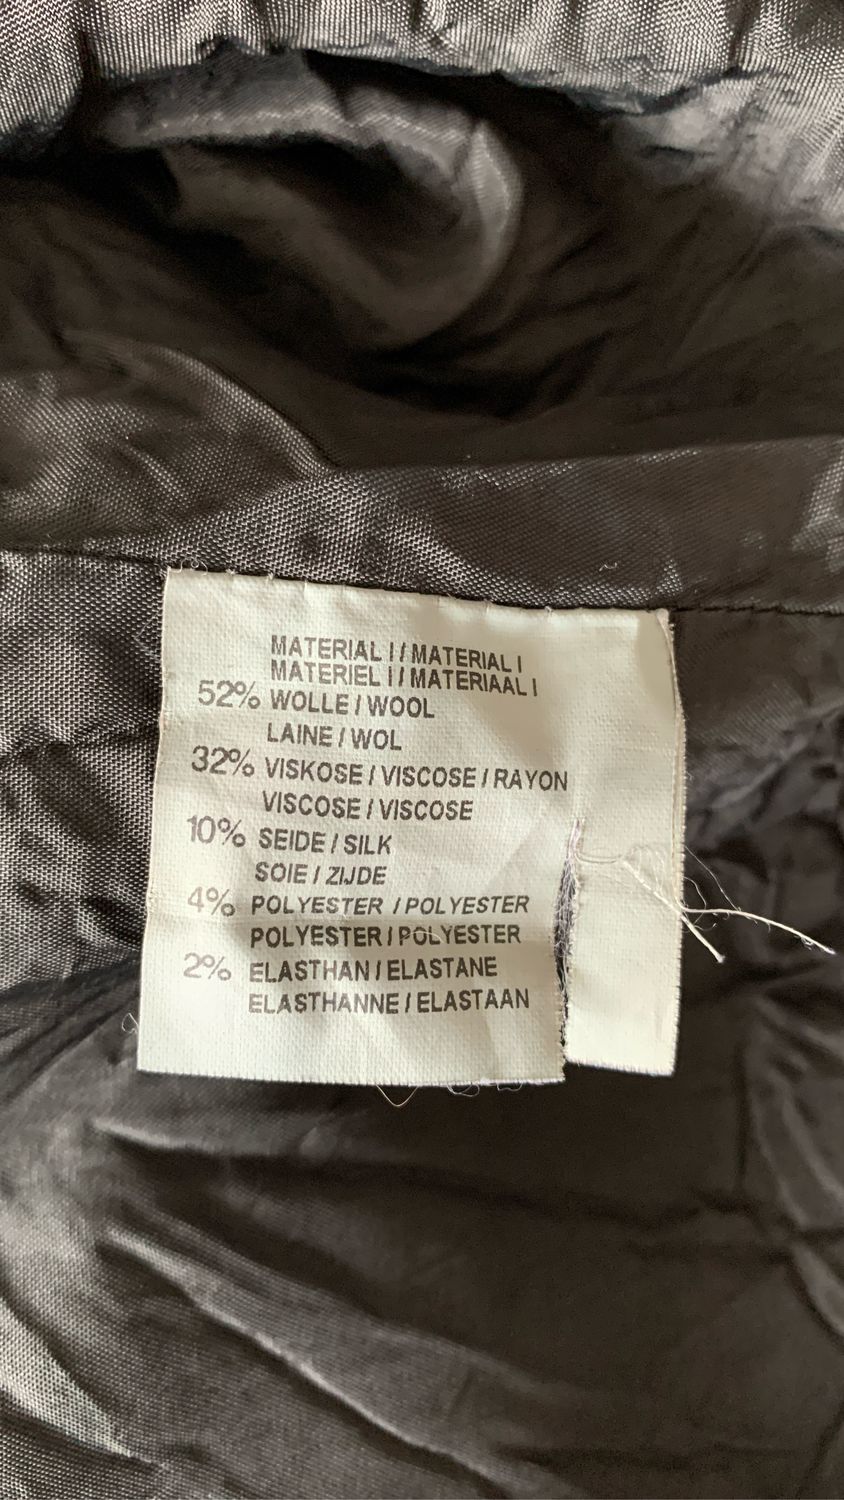 MATERIAL I / MATERIAL I
MATERIEL I / MATERIAAL I
52% WOLLE / WOOL
LAINE / WOL
32% VISKOSE / VISCOSE / RAYON
VISCOSE / VISCOSE
10% SEIDE / SILK
SOIE / ZIJDE
4% POLYESTER / POLYESTER
POLYESTER / POLYESTER
2% ELASTHAN / ELASTANE
ELASTHANNE / ELASTAAN